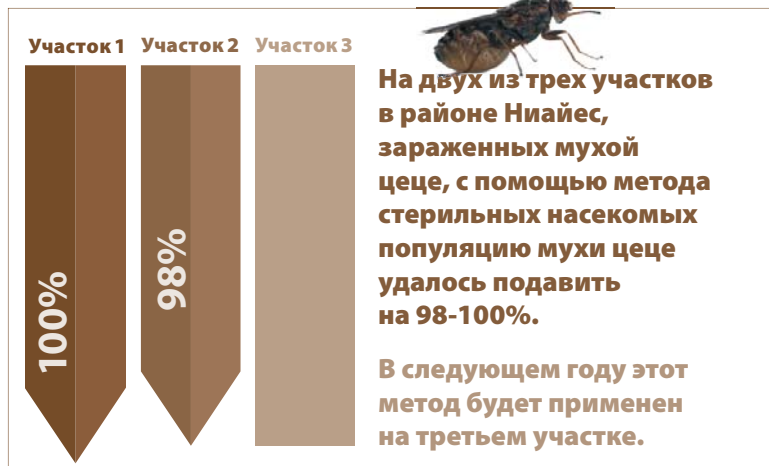 Участок 1 Участок 2 Участок 3
100%
98%
На двух из трех участков
в районе Ниайес,
зараженных мухой
цеце, с помощью метода
стерильных насекомых
популяцию мухи цеце
удалось подавить
на 98-100%.
В следующем году этот
метод будет применен
на третьем участке.